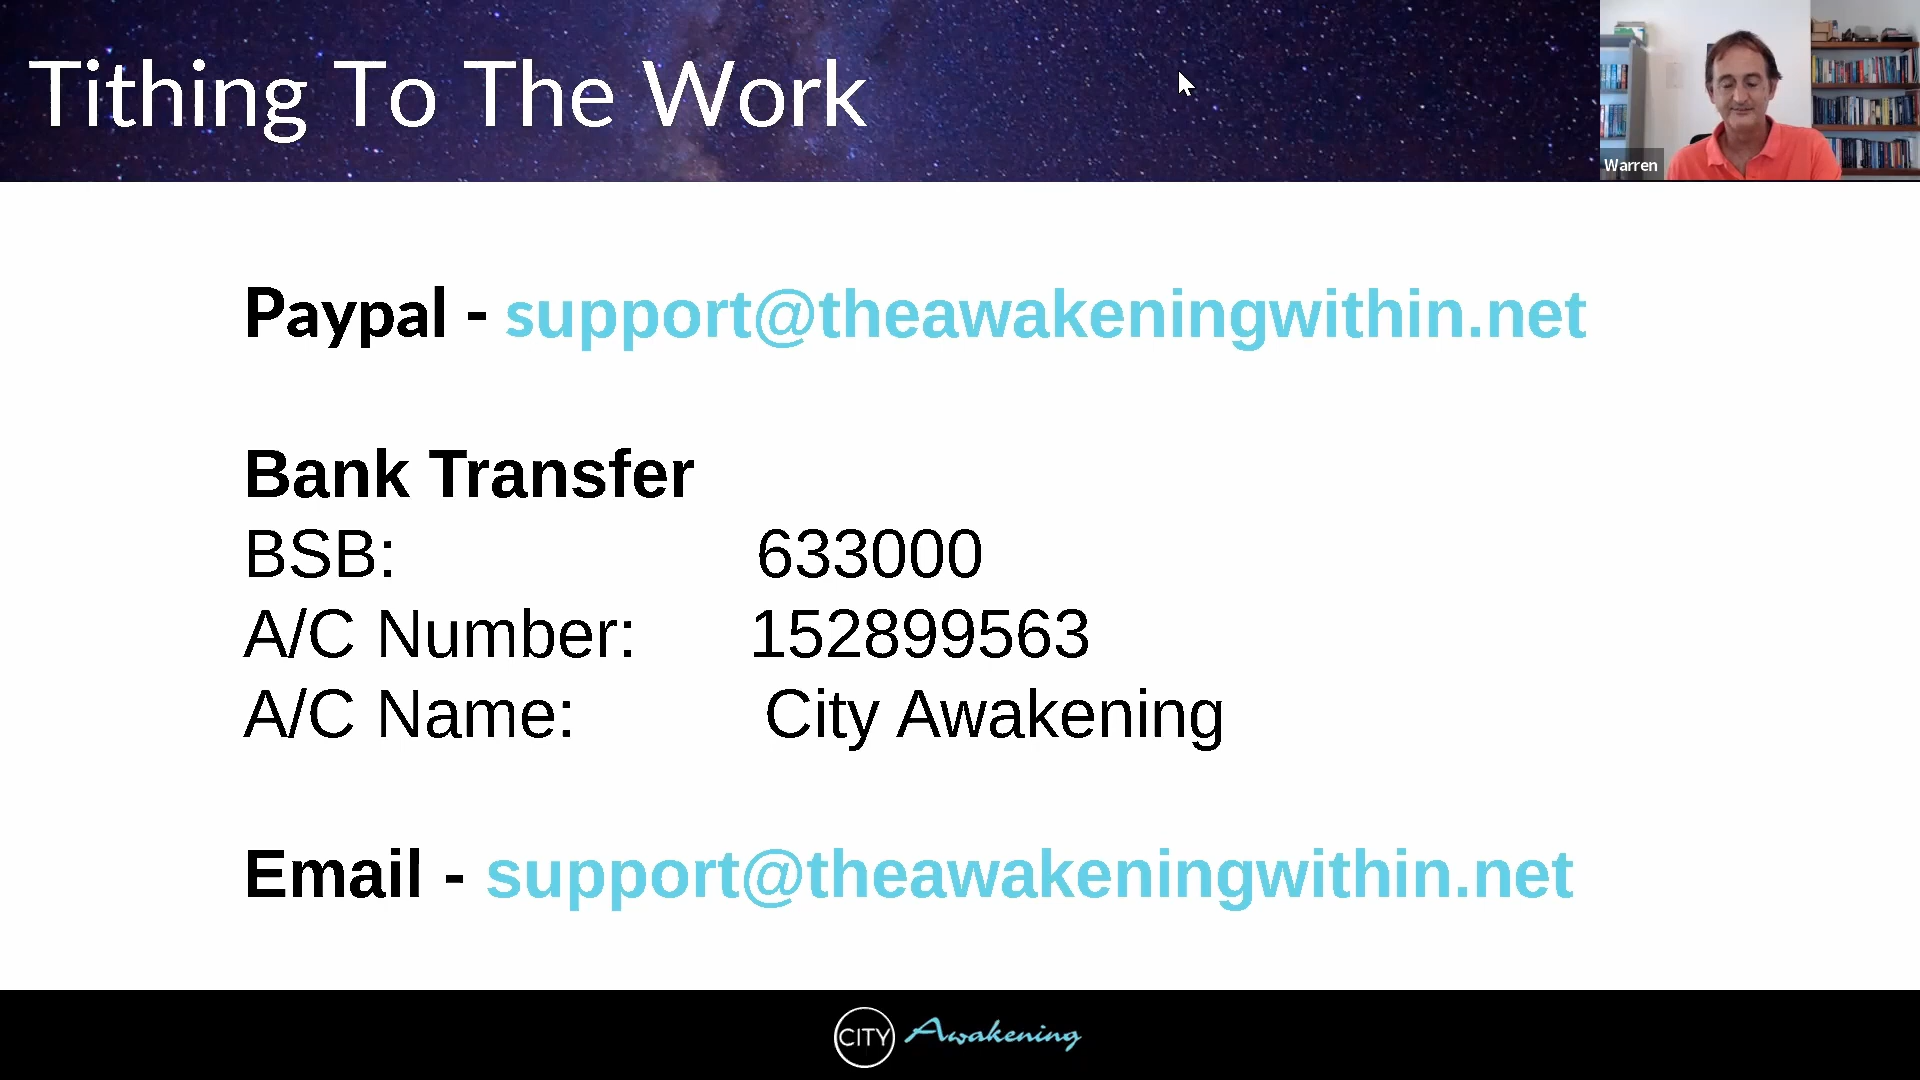 Tithing To The Work
Warren
Paypal - support@theawakeningwithin.net
Bank Transfer
BSB: 633000
A/C Number: 152899563
A/C Name: City Awakening
Email - support@theawakeningwithin.net
CITY Awakening